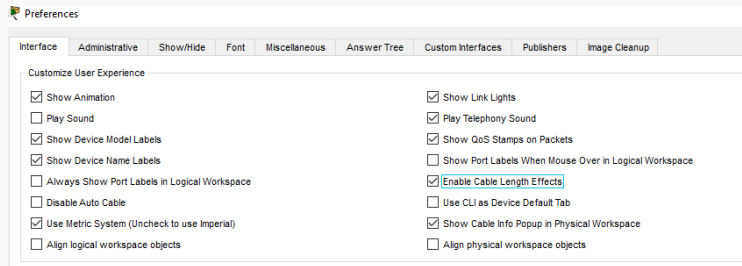 Preferences
Interface Administrative Show/Hide Font Miscellaneous Answer Tree Custom Interfaces Publishers Image Cleanup
Customize User Experience
Show Animation Show Link Lights
Play Sound Play Telephony Sound
Show Device Model Labels Show QoS Stamps on Packets
Show Device Name Labels Show Port Labels When Mouse Over in Logical Workspace
Always Show Port Labels in Logical Workspace Enable Cable Length Effects
Disable Auto Cable Use CLI as Device Default Tab
Use Metric System (Uncheck to use Imperial) Show Cable Info Popup in Physical Workspace
Align logical workspace objects Align physical workspace objects